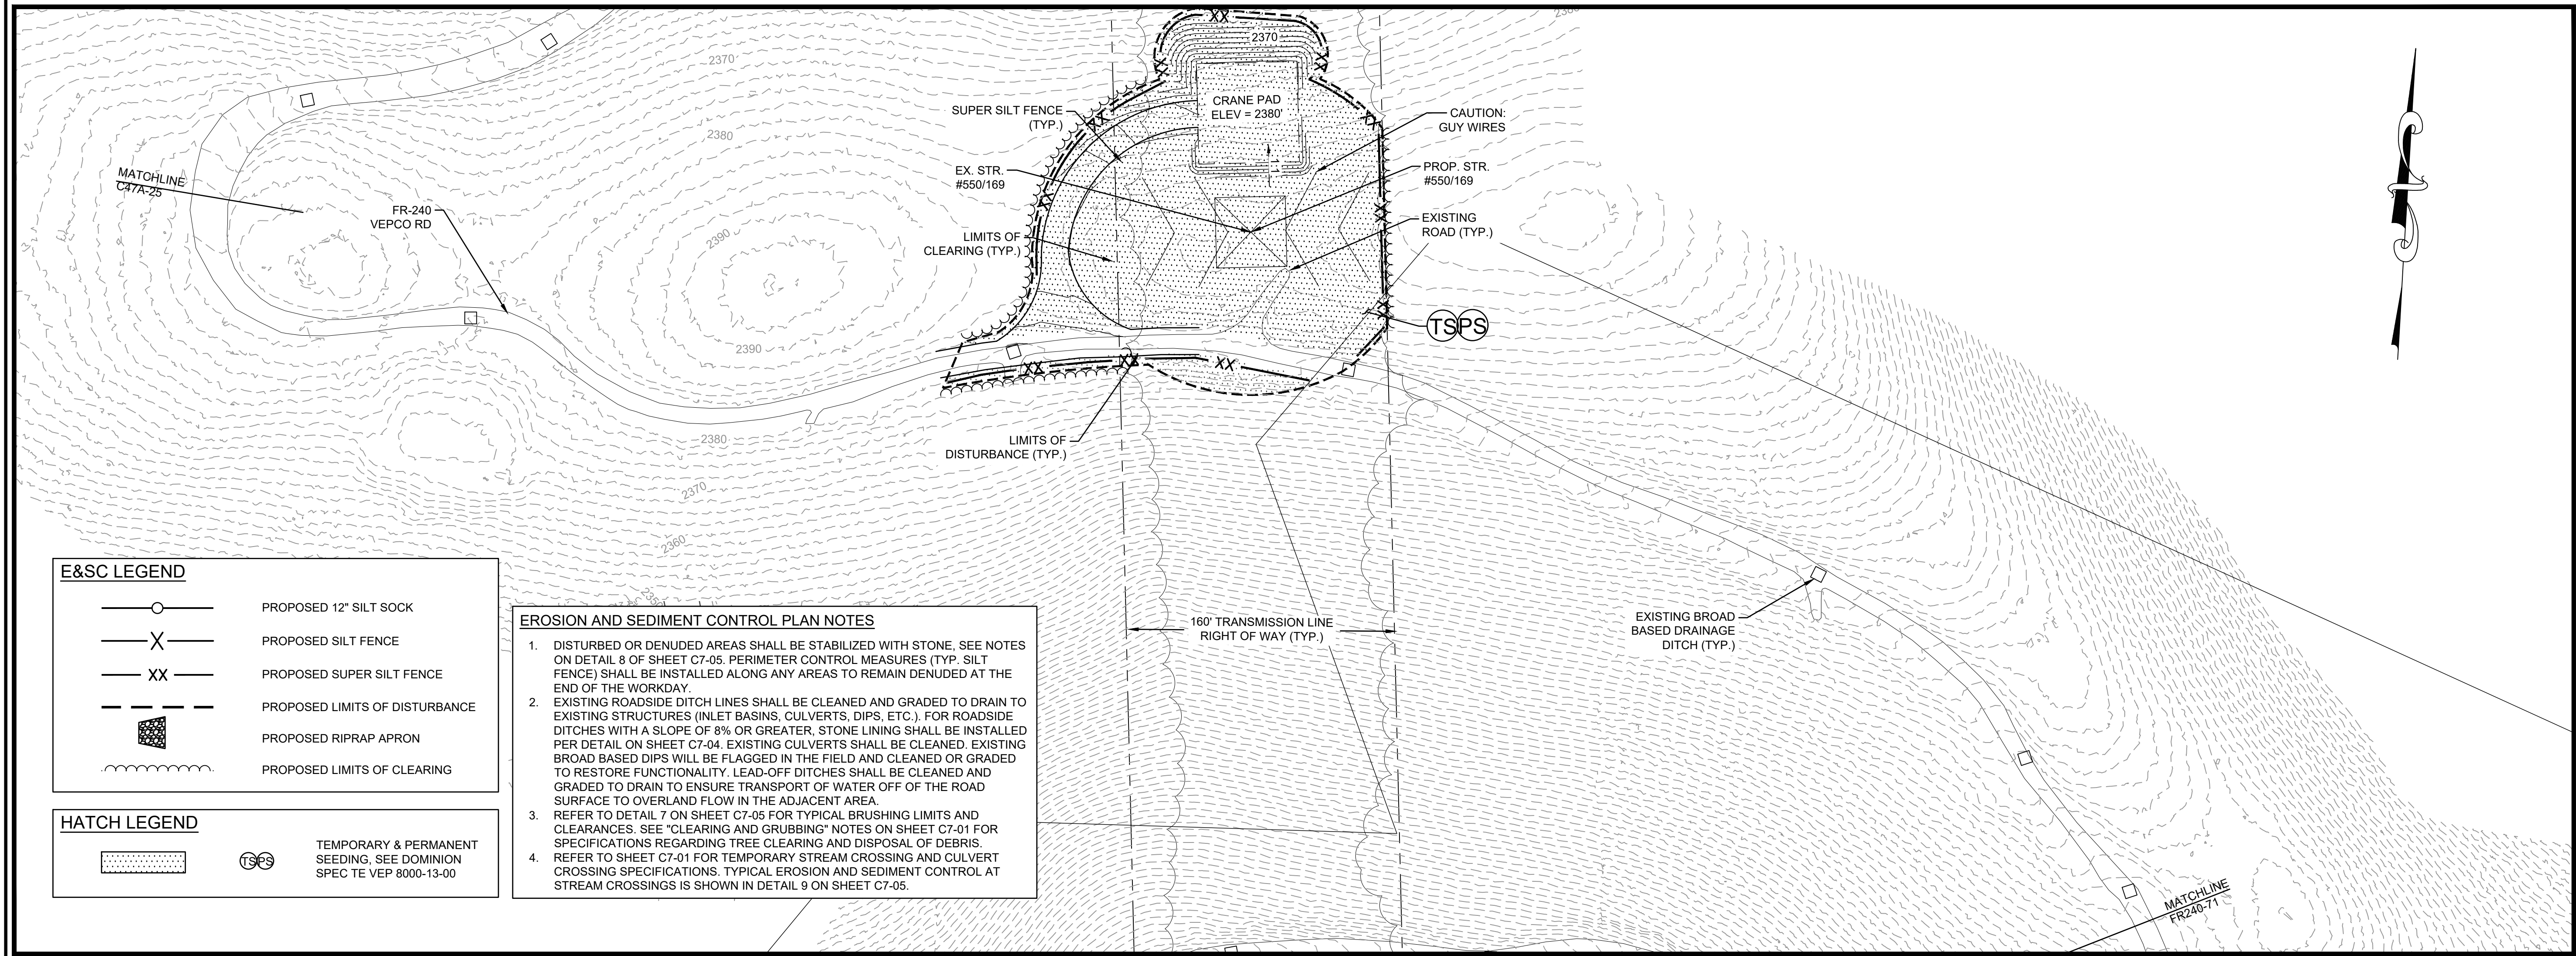 2380
2370
XX
2370
XX
XX
CRANE PAD
ELEV = 2380'
SUPER SILT FENCE
(TYP.)
XX
XX
CAUTION:
GUY WIRES
2380
EX. STR.
#550/169
PROP. STR.
#550/169
MATCHLINE
C47A-25
FR-240
VEPCO RD
XX
XX
EXISTING
ROAD (TYP.)
2390
LIMITS OF
CLEARING (TYP.)
XX
TS PS
2390
XX
XX
XX
2380
LIMITS OF
DISTURBANCE (TYP.)
2370
2360
160' TRANSMISSION LINE
RIGHT OF WAY (TYP.)
EXISTING BROAD
BASED DRAINAGE
DITCH (TYP.)
MATCHLINE
FR240-71
E&SC LEGEND
PROPOSED 12" SILT SOCK
X PROPOSED SILT FENCE
XX PROPOSED SUPER SILT FENCE
PROPOSED LIMITS OF DISTURBANCE
PROPOSED RIPRAP APRON
PROPOSED LIMITS OF CLEARING
HATCH LEGEND
TS PS
TEMPORARY & PERMANENT
SEEDING, SEE DOMINION
SPEC TE VEP 8000-13-00
EROSION AND SEDIMENT CONTROL PLAN NOTES
1. DISTURBED OR DENUDED AREAS SHALL BE STABILIZED WITH STONE, SEE NOTES
ON DETAIL 8 OF SHEET C7-05. PERIMETER CONTROL MEASURES (TYP. SILT
FENCE) SHALL BE INSTALLED ALONG ANY AREAS TO REMAIN DENUDED AT THE
END OF THE WORKDAY.
2. EXISTING ROADSIDE DITCH LINES SHALL BE CLEANED AND GRADED TO DRAIN TO
EXISTING STRUCTURES (INLET BASINS, CULVERTS, DIPS, ETC.). FOR ROADSIDE
DITCHES WITH A SLOPE OF 8% OR GREATER, STONE LINING SHALL BE INSTALLED
PER DETAIL ON SHEET C7-04. EXISTING CULVERTS SHALL BE CLEANED. EXISTING
BROAD BASED DIPS WILL BE FLAGGED IN THE FIELD AND CLEANED OR GRADED
TO RESTORE FUNCTIONALITY. LEAD-OFF DITCHES SHALL BE CLEANED AND
GRADED TO DRAIN TO ENSURE TRANSPORT OF WATER OFF OF THE ROAD
SURFACE TO OVERLAND FLOW IN THE ADJACENT AREA.
3. REFER TO DETAIL 7 ON SHEET C7-05 FOR TYPICAL BRUSHING LIMITS AND
CLEARANCES. SEE "CLEARING AND GRUBBING" NOTES ON SHEET C7-01 FOR
SPECIFICATIONS REGARDING TREE CLEARING AND DISPOSAL OF DEBRIS.
4. REFER TO SHEET C7-01 FOR TEMPORARY STREAM CROSSING AND CULVERT
CROSSING SPECIFICATIONS. TYPICAL EROSION AND SEDIMENT CONTROL AT
STREAM CROSSINGS IS SHOWN IN DETAIL 9 ON SHEET C7-05.